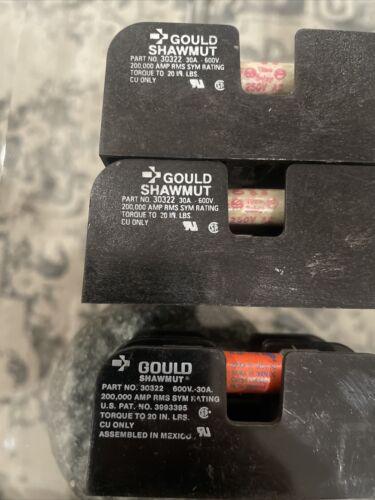 GOULD
SHAWMUT
PART NO. 30322 30A - 600V
200,000 AMP RMS SYM RATING
TORQUE TO 20 IN. LBS.
CU ONLY
250V
GOULD
SHAWMUT
PART NO. 30322 30A - 600V
200,000 AMP RMS SYM RATING
TORQUE TO 20 IN. LBS.
CU ONLY
250V
GOULD
SHAWMUT®
PART NO. 30322 600V.-30A.
200,000 AMP RMS SYM RATING
U.S. PAT. NO. 3993395
TORQUE TO 20 IN. LBS.
CU ONLY
ASSEMBLED IN MEXICO